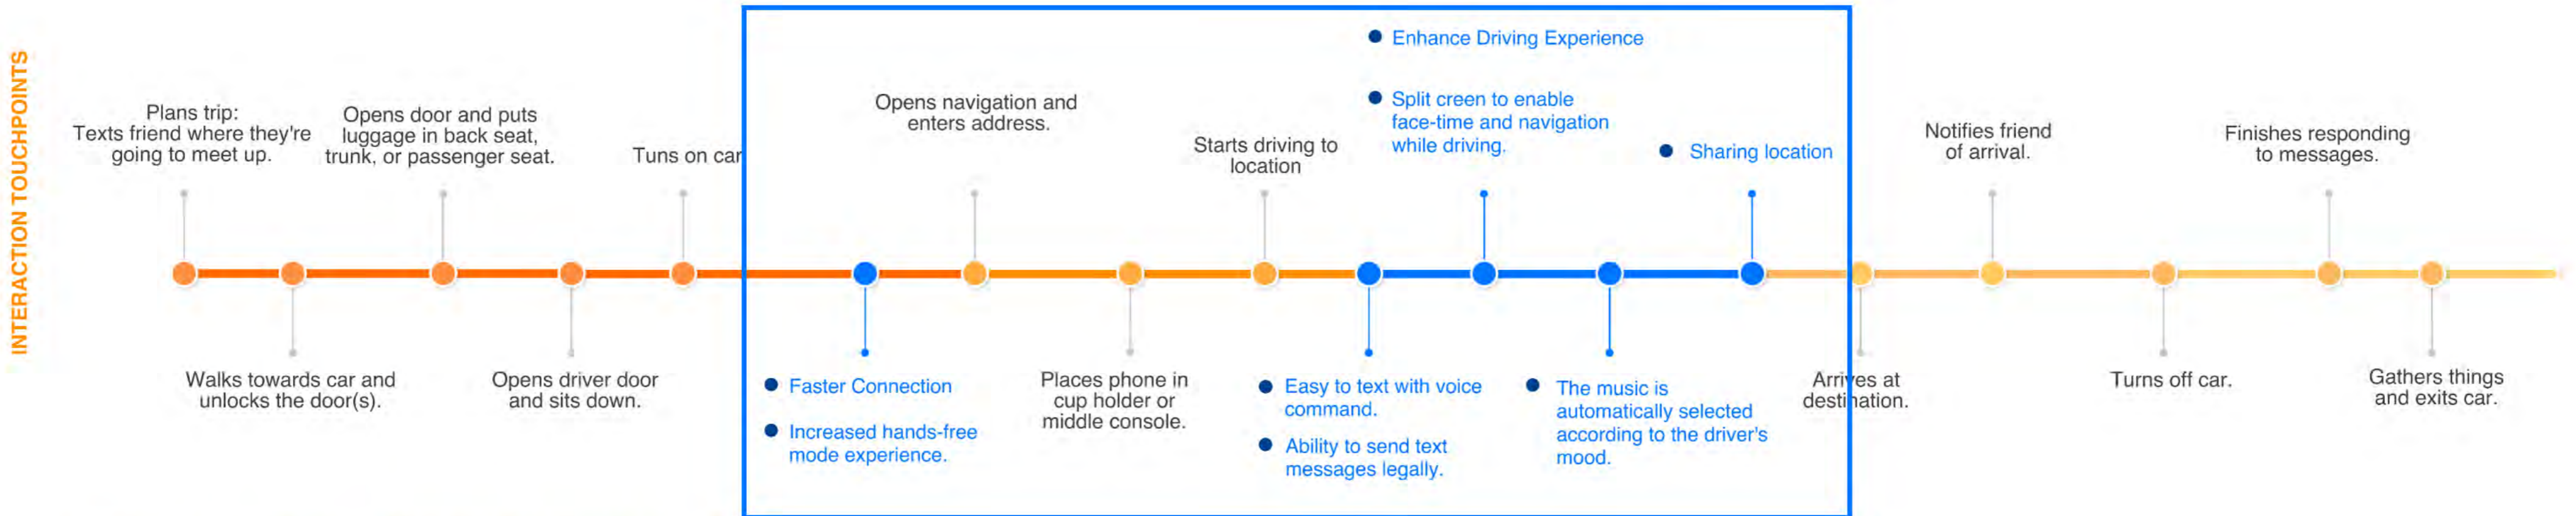 INTERACTION TOUCHPOINTS
Plans trip:
Texts friend where they're
going to meet up.
Walks towards car and
unlocks the door(s).
Opens door and puts
luggage in back seat,
trunk, or passenger seat.
Opens driver door
and sits down.
Tuns on car
Faster Connection
Increased hands-free
mode experience.
Opens navigation and
enters address.
Places phone in
cup holder or
middle console.
Starts driving to
location
Easy to text with voice
command.
Ability to send text
messages legally.
Enhance Driving Experience
Split creen to enable
face-time and navigation
while driving.
The music is
automatically selected
according to the driver's
mood.
Sharing location
Arrives at
destination.
Notifies friend
of arrival.
Turns off car.
Finishes responding
to messages.
Gathers things
and exits car.